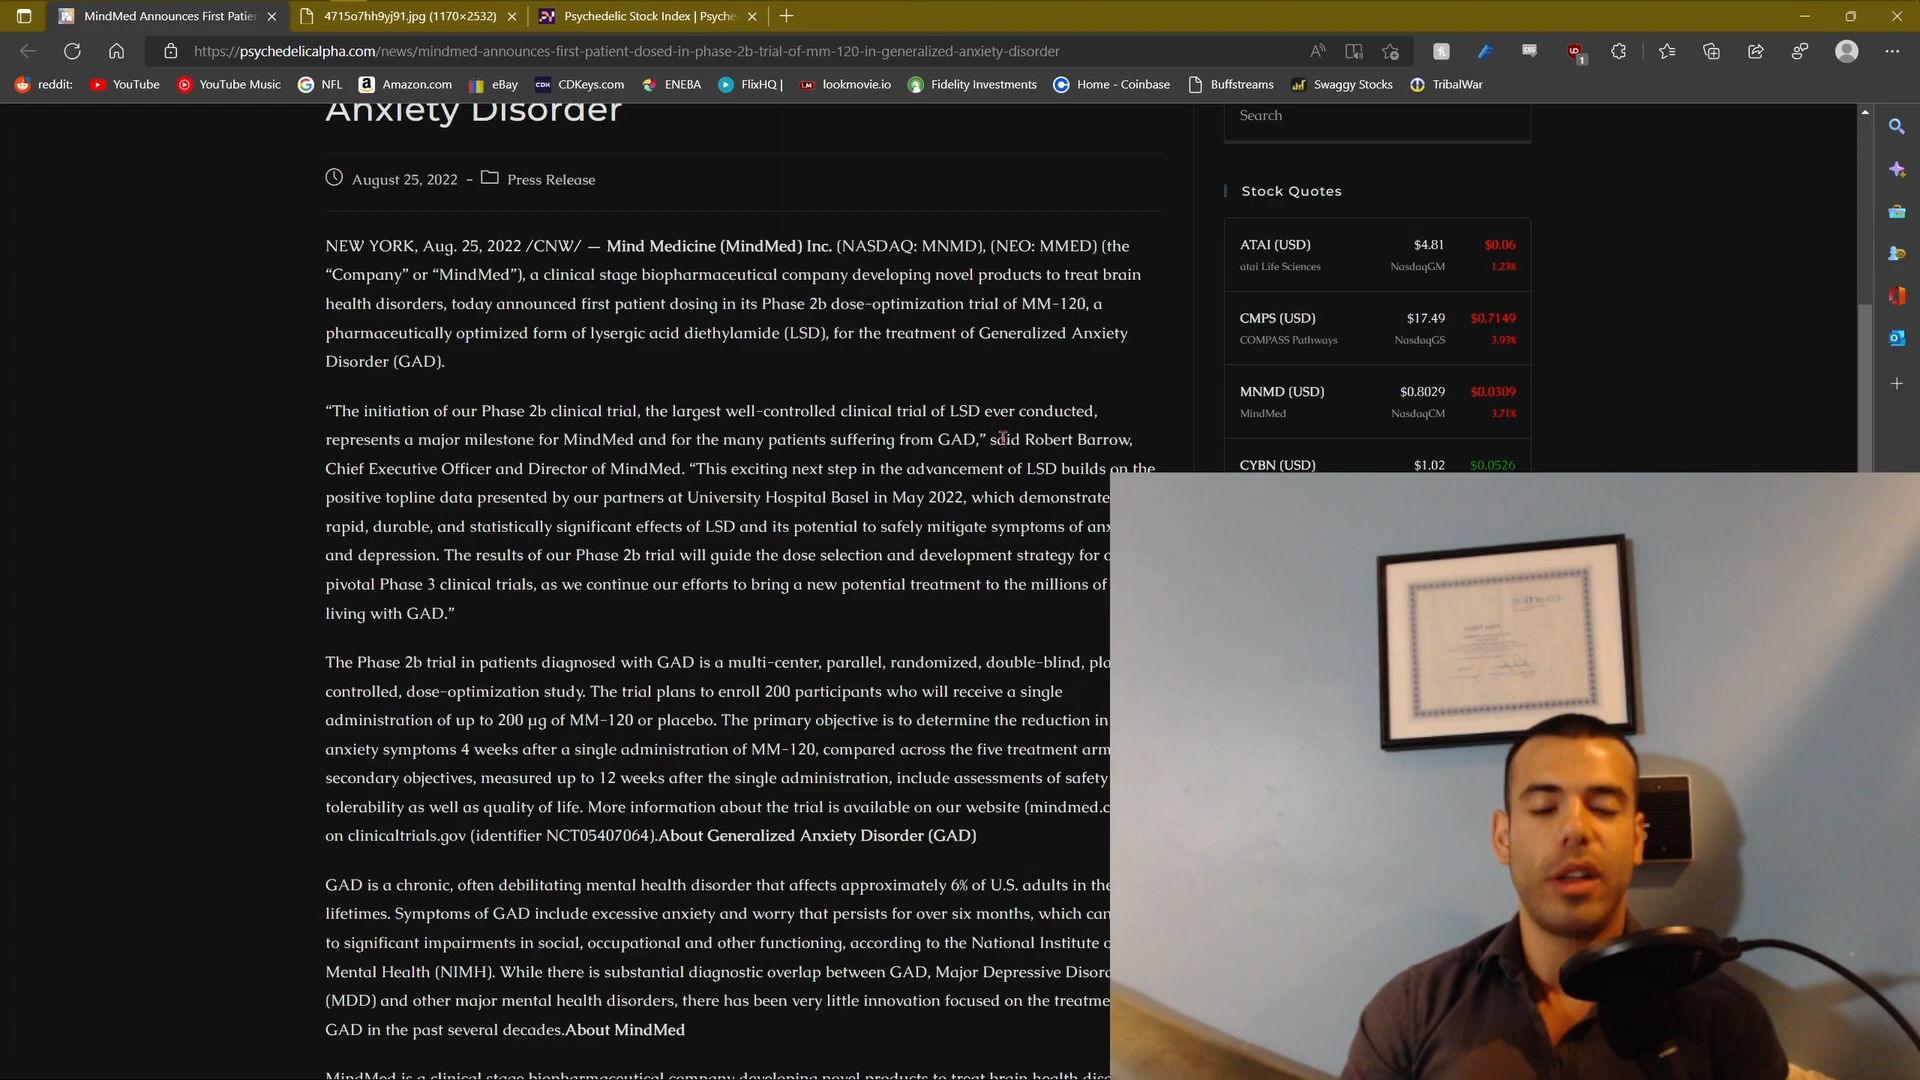 MindMed Announces First Patie
4715o7hh9yj91.jpg (1170×2532)
Psychedelic Stock Index | Psyche
https://psychedelicalpha.com/news/mindmed-announces-first-patient-dosed-in-phase-2b-trial-of-mm-120-in-generalized-anxiety-disorder
reddit:
YouTube
YouTube Music
NFL
Amazon.com
eBay
CDKeys.com
ENEBA
FlixHQ |
lookmovie.io
Fidelity Investments
Home - Coinbase
Buffstreams
Swaggy Stocks
TribalWar
Anxiety Disorder
August 25, 2022 – Press Release
NEW YORK, Aug. 25, 2022 /CNW/ — Mind Medicine (MindMed) Inc. (NASDAQ: MNMD), (NEO: MMED) (the
“Company” or “MindMed”), a clinical stage biopharmaceutical company developing novel products to treat brain
health disorders, today announced first patient dosing in its Phase 2b dose-optimization trial of MM-120, a
pharmaceutically optimized form of lysergic acid diethylamide (LSD), for the treatment of Generalized Anxiety
Disorder (GAD).
“The initiation of our Phase 2b clinical trial, the largest well-controlled clinical trial of LSD ever conducted,
represents a major milestone for MindMed and for the many patients suffering from GAD,” said Robert Barrow,
Chief Executive Officer and Director of MindMed. “This exciting next step in the advancement of LSD builds on the
positive topline data presented by our partners at University Hospital Basel in May 2022, which demonstrate
rapid, durable, and statistically significant effects of LSD and its potential to safely mitigate symptoms of anx
and depression. The results of our Phase 2b trial will guide the dose selection and development strategy for o
pivotal Phase 3 clinical trials, as we continue our efforts to bring a new potential treatment to the millions of
living with GAD.”
The Phase 2b trial in patients diagnosed with GAD is a multi-center, parallel, randomized, double-blind, pla
controlled, dose-optimization study. The trial plans to enroll 200 participants who will receive a single
administration of up to 200 µg of MM-120 or placebo. The primary objective is to determine the reduction in
anxiety symptoms 4 weeks after a single administration of MM-120, compared across the five treatment arm
secondary objectives, measured up to 12 weeks after the single administration, include assessments of safety
tolerability as well as quality of life. More information about the trial is available on our website (mindmed.c
on clinicaltrials.gov (identifier NCT05407064).About Generalized Anxiety Disorder (GAD)
GAD is a chronic, often debilitating mental health disorder that affects approximately 6% of U.S. adults in the
lifetimes. Symptoms of GAD include excessive anxiety and worry that persists for over six months, which can
to significant impairments in social, occupational and other functioning, according to the National Institute o
Mental Health (NIMH). While there is substantial diagnostic overlap between GAD, Major Depressive Disord
(MDD) and other major mental health disorders, there has been very little innovation focused on the treatme
GAD in the past several decades.About MindMed
MindMed is a clinical stage biopharmaceutical company developing novel products to treat brain health diso
Search
Stock Quotes
ATAI (USD) $4.81 $0.06
atai Life Sciences NasdaqGM 1.23%
CMPS (USD) $17.49 $0.7149
COMPASS Pathways NasdaqGS 3.93%
MNMD (USD) $0.8029 $0.0309
MindMed NasdaqCM 3.71%
CYBN (USD) $1.02 $0.0526